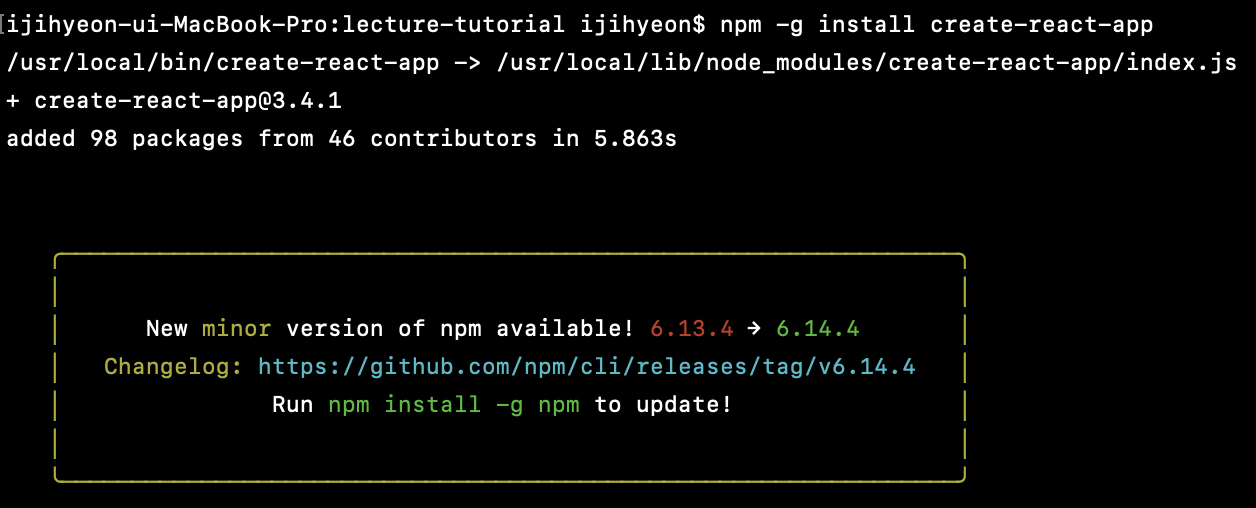 [ijihyeon-ui-MacBook-Pro:lecture-tutorial ijihyeon$ npm -g install create-react-app
/usr/local/bin/create-react-app -> /usr/local/lib/node_modules/create-react-app/index.js
+ create-react-app@3.4.1
added 98 packages from 46 contributors in 5.863s
New minor version of npm available! 6.13.4 → 6.14.4
Changelog: https://github.com/npm/cli/releases/tag/v6.14.4
Run npm install -g npm to update!